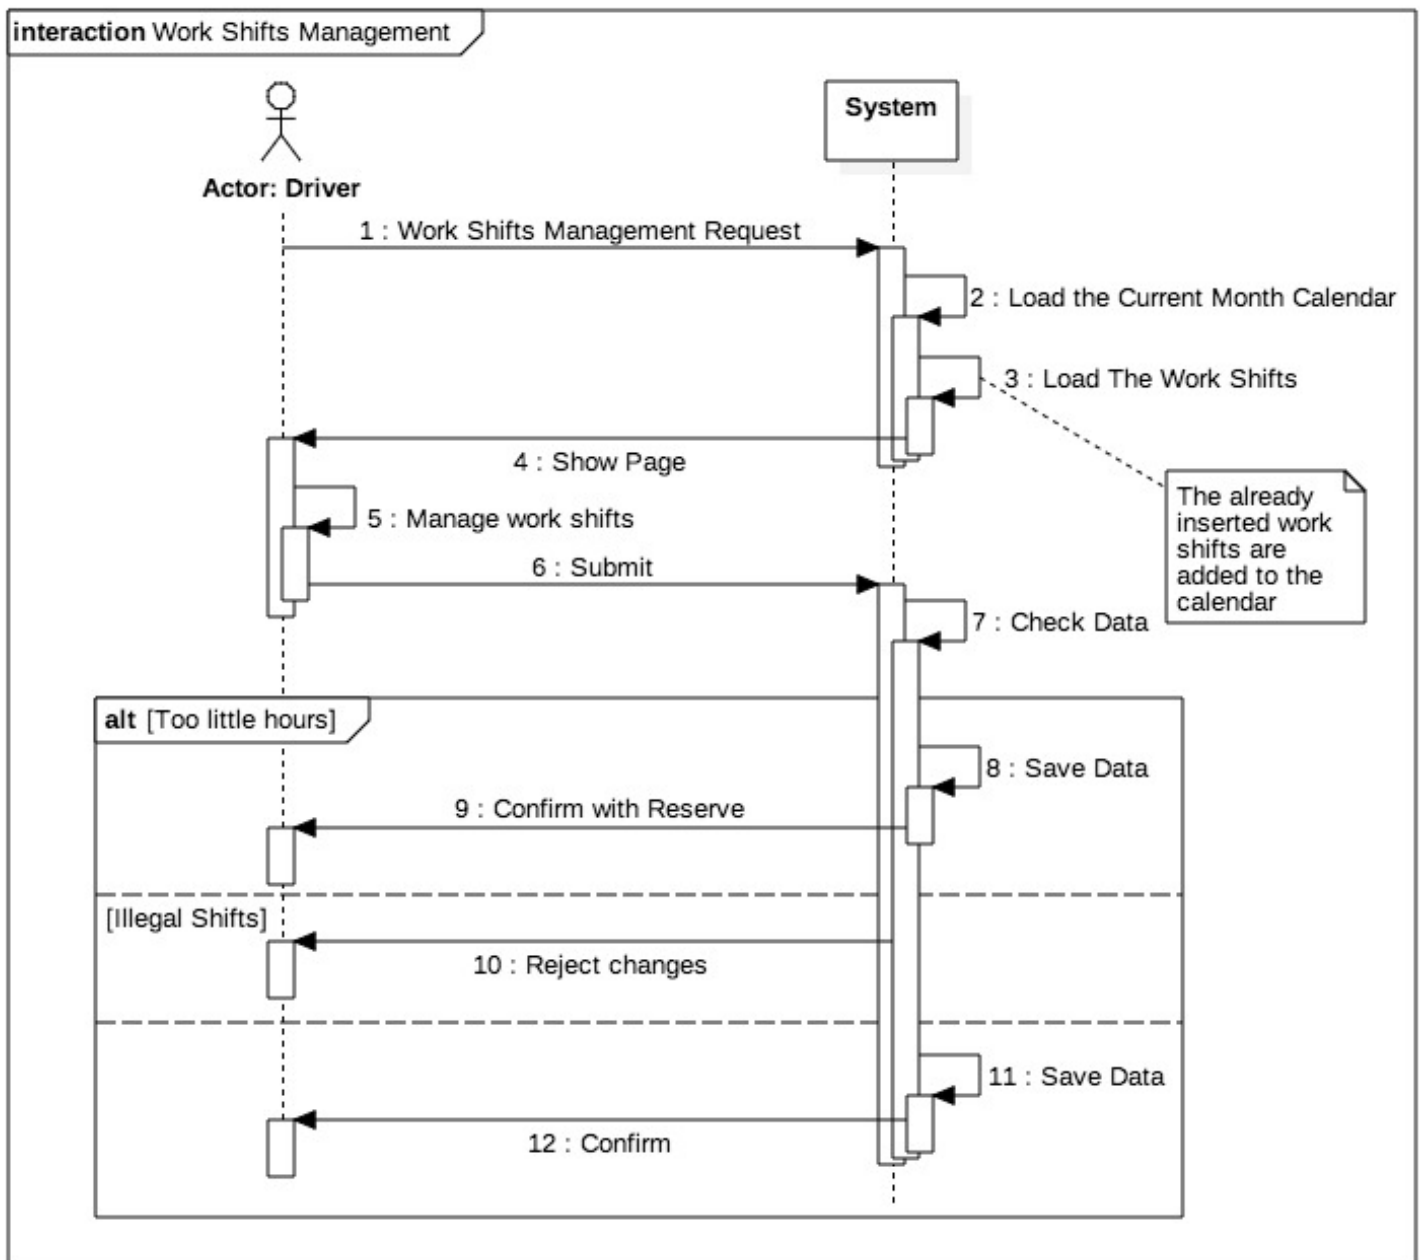 interaction Work Shifts Management
System
Actor: Driver
1 : Work Shifts Management Request
2 : Load the Current Month Calendar
3 : Load The Work Shifts
4 : Show Page
The already
inserted work
shifts are
added to the
calendar
5 : Manage work shifts
6 : Submit
7 : Check Data
alt [Too little hours]
8 : Save Data
9 : Confirm with Reserve
[Illegal Shifts]
10 : Reject changes
11 : Save Data
12 : Confirm